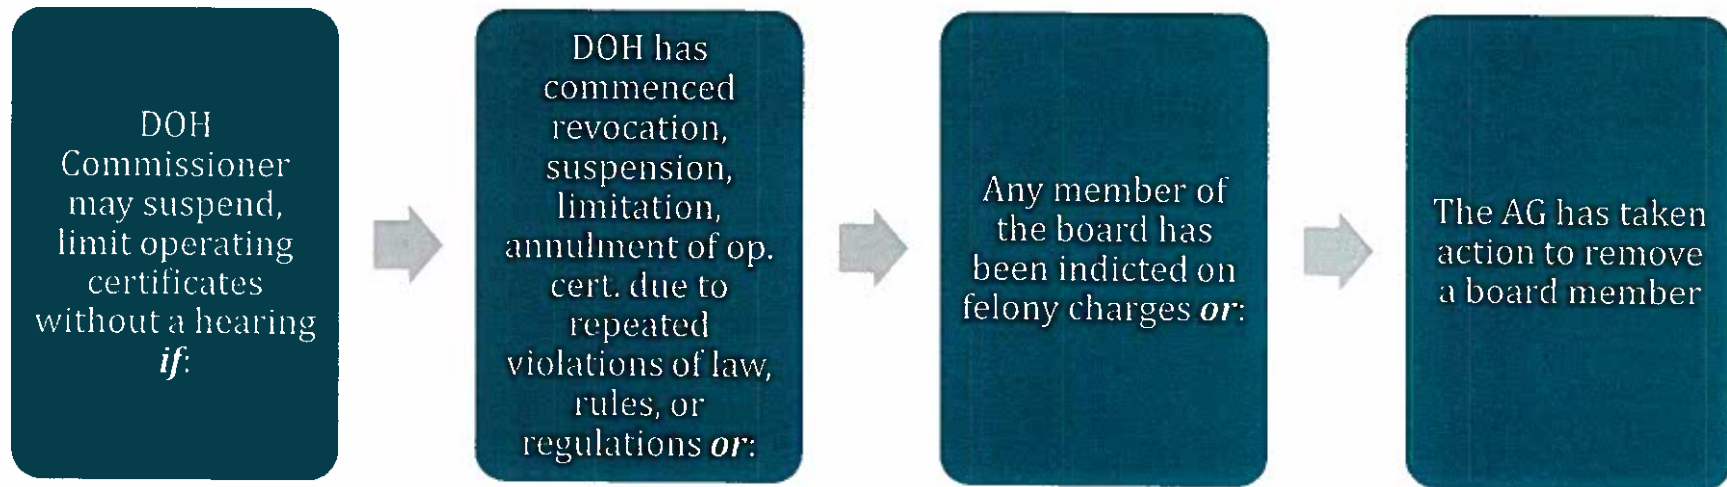 DOH
Commissioner
may suspend,
limit operating
certificates
without a hearing
if:
DOH has
commenced
revocation,
suspension,
limitation,
annulment of op.
cert. due to
repeated
violations of law,
rules, or
regulations or:
Any member of
the board has
been indicted on
felony charges or:
The AG has taken
action to remove
a board member